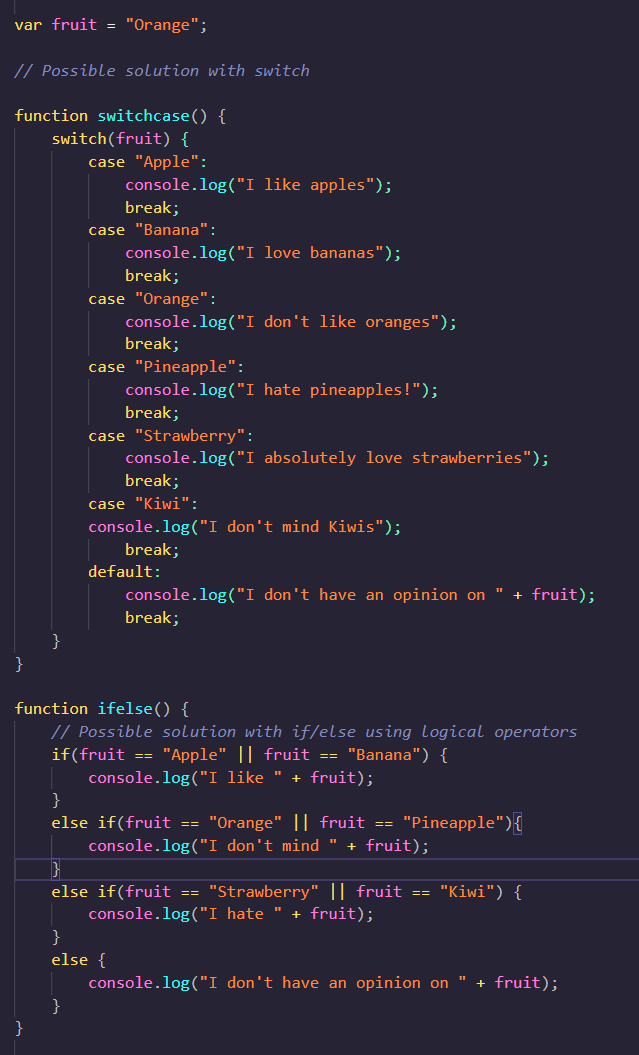 var fruit = "Orange";
// Possible solution with switch
function switchcase() {
switch(fruit) {
case "Apple":
console.log("I like apples");
break;
case "Banana":
console.log("I love bananas");
break;
case "Orange":
console.log("I don't like oranges");
break;
case "Pineapple":
console.log("I hate pineapples!");
break;
case "Strawberry":
console.log("I absolutely love strawberries");
break;
case "Kiwi":
console.log("I don't mind Kiwis");
break;
default:
console.log("I don't have an opinion on " + fruit);
break;
}
}
function ifelse() {
// Possible solution with if/else using logical operators
if(fruit == "Apple" || fruit == "Banana") {
console.log("I like " + fruit);
}
else if(fruit == "Orange" || fruit == "Pineapple"){
console.log("I don't mind " + fruit);
}
else if(fruit == "Strawberry" || fruit == "Kiwi") {
console.log("I hate " + fruit);
}
else {
console.log("I don't have an opinion on " + fruit);
}
}